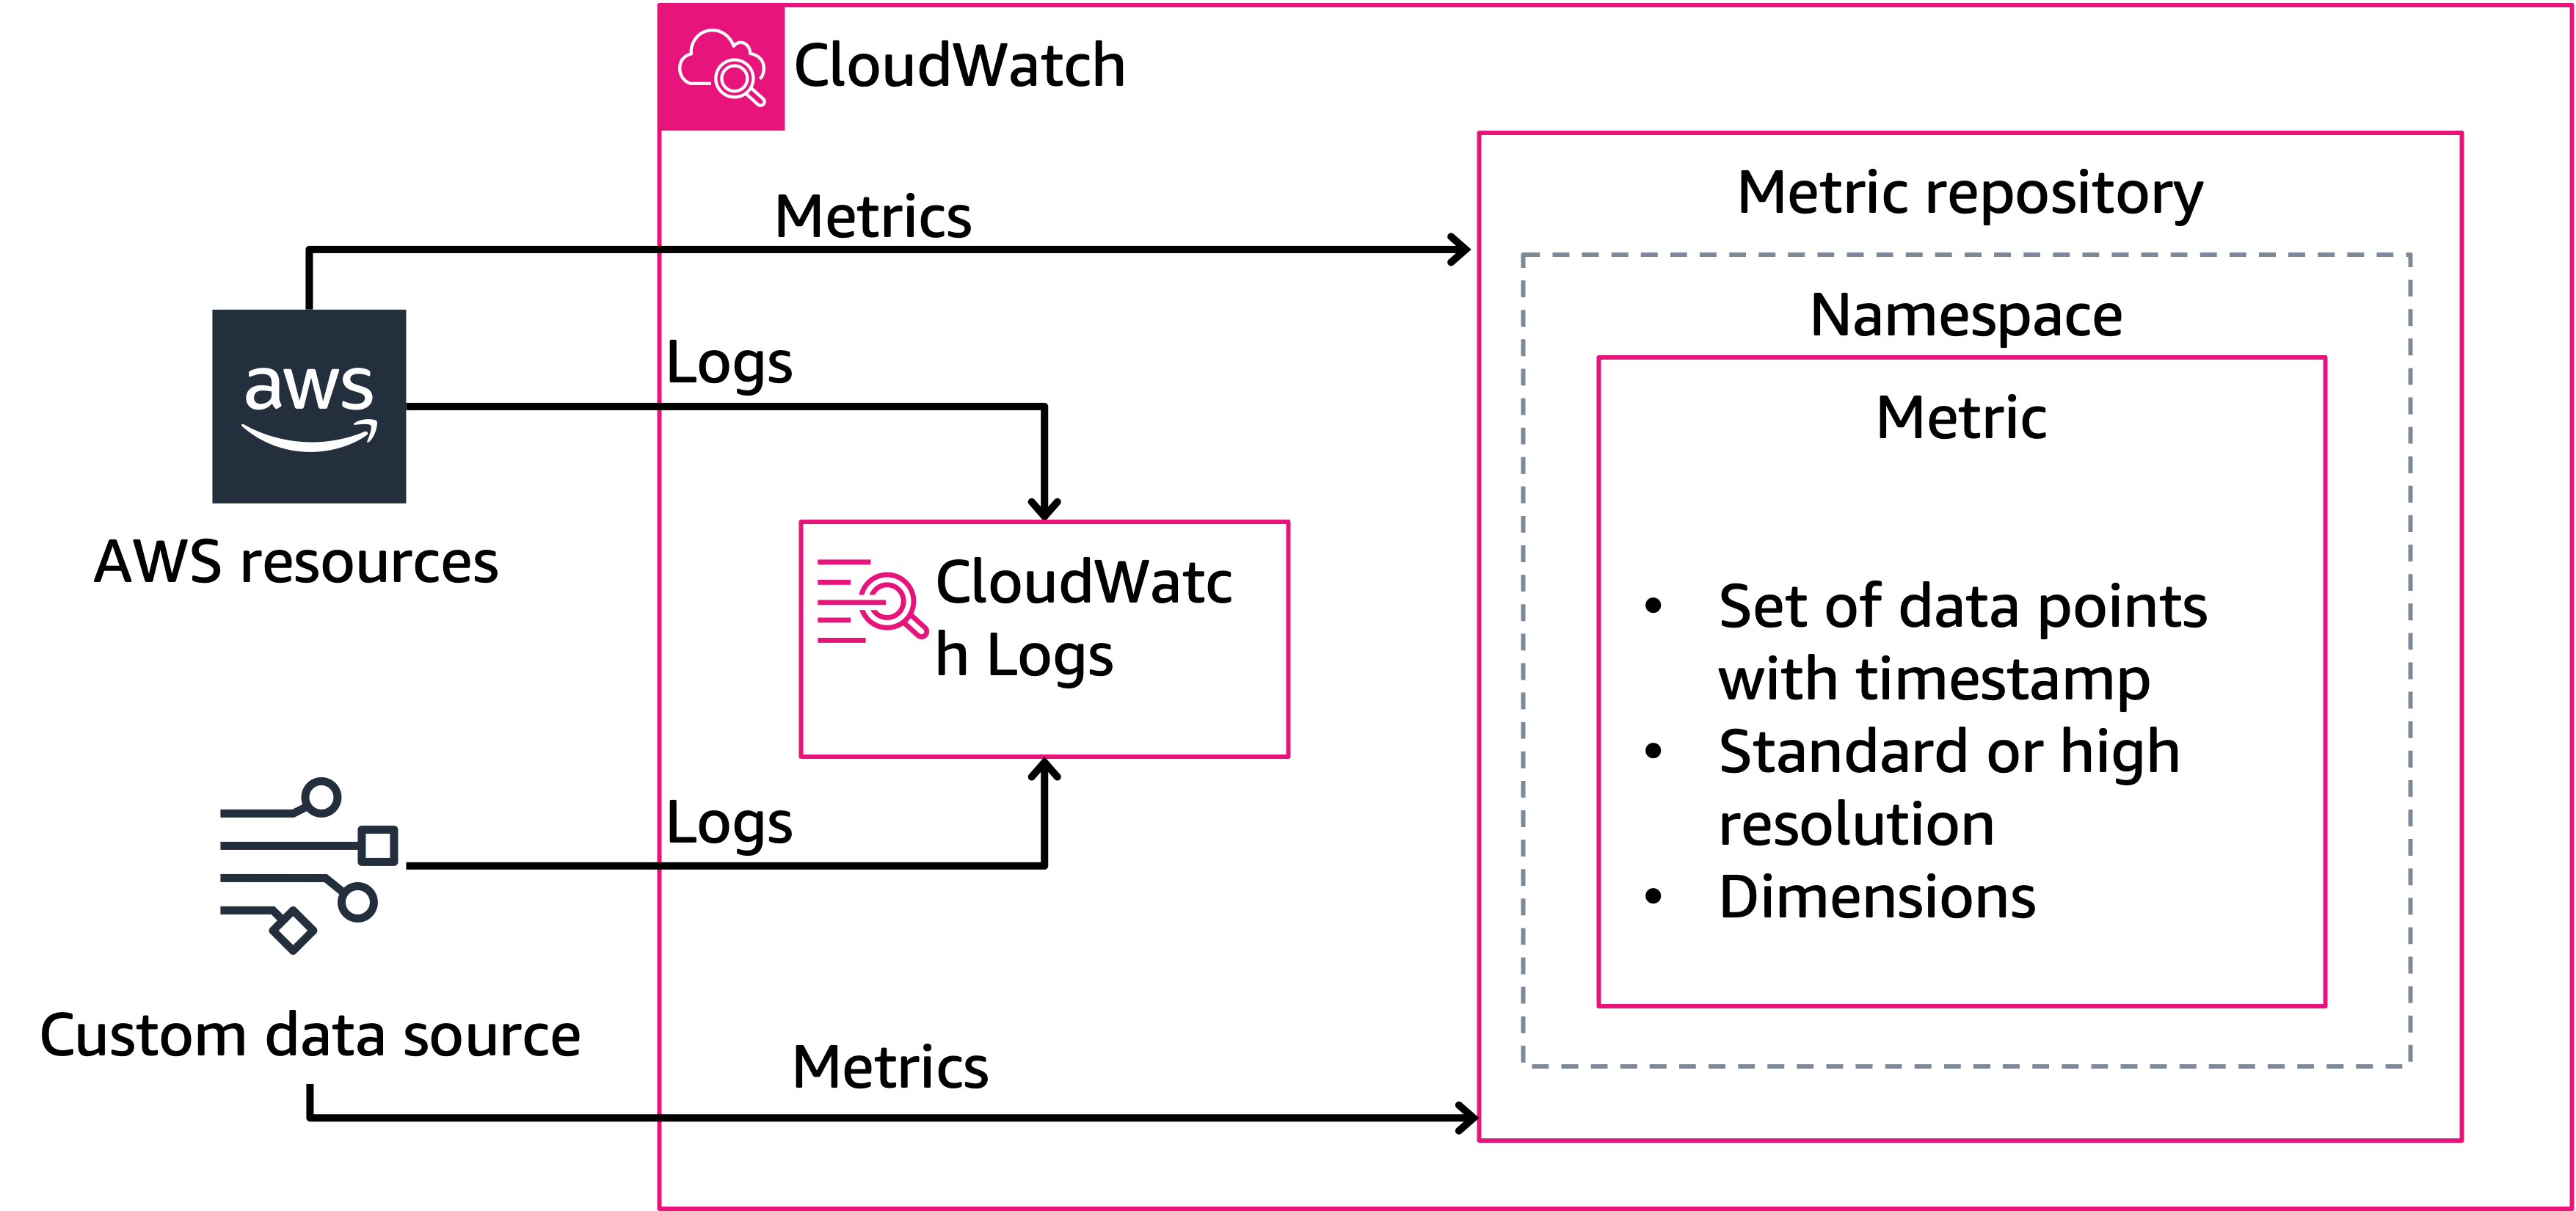 CloudWatch
Metrics
Metric repository
Namespace
Logs
aws
Metric
AWS resources
CloudWatc
h Logs
• Set of data points
with timestamp
• Standard or high
resolution
• Dimensions
Logs
Custom data source
Metrics